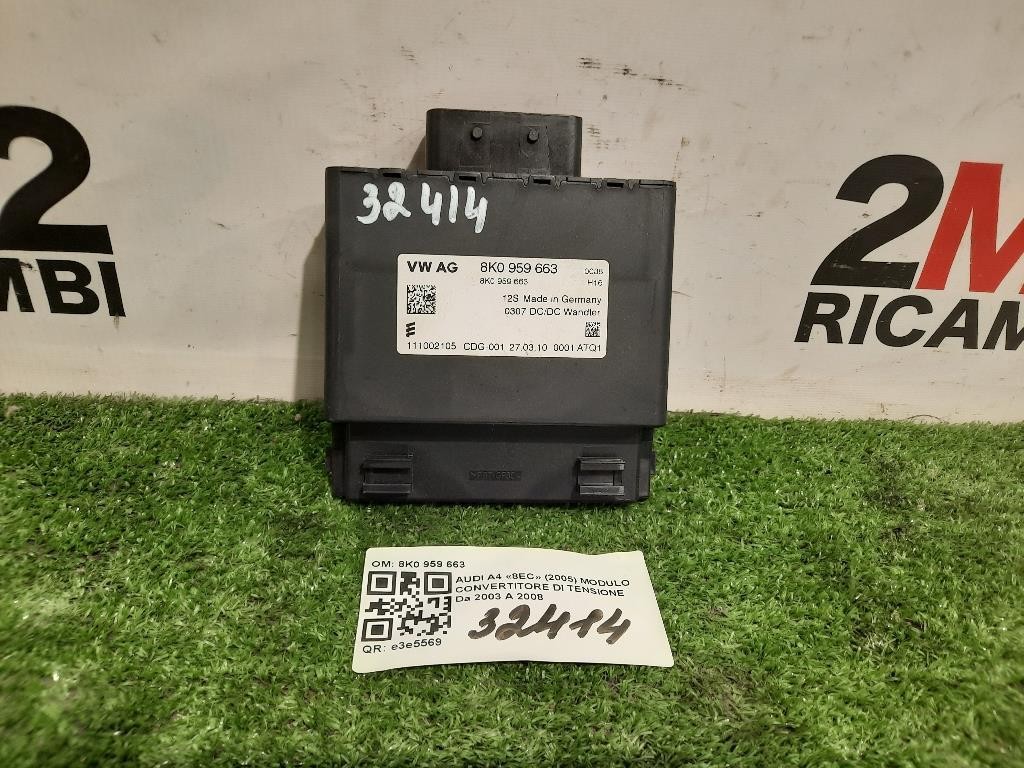 2
MBI
2M
RICAM
32414
VW AG 8K0 959 663
8K0 959 663 H16
12S Made in Germany
0307 DC/DC Wandler
111002105 CDG-001 27.03.10 0001 ATQ1
OM: 8K0 959 663
AUDI A4 «8EC» (2005) MODULO
CONVERTITORE DI TENSIONE
Da 2003 A 2008
32414
QR: e3e5569